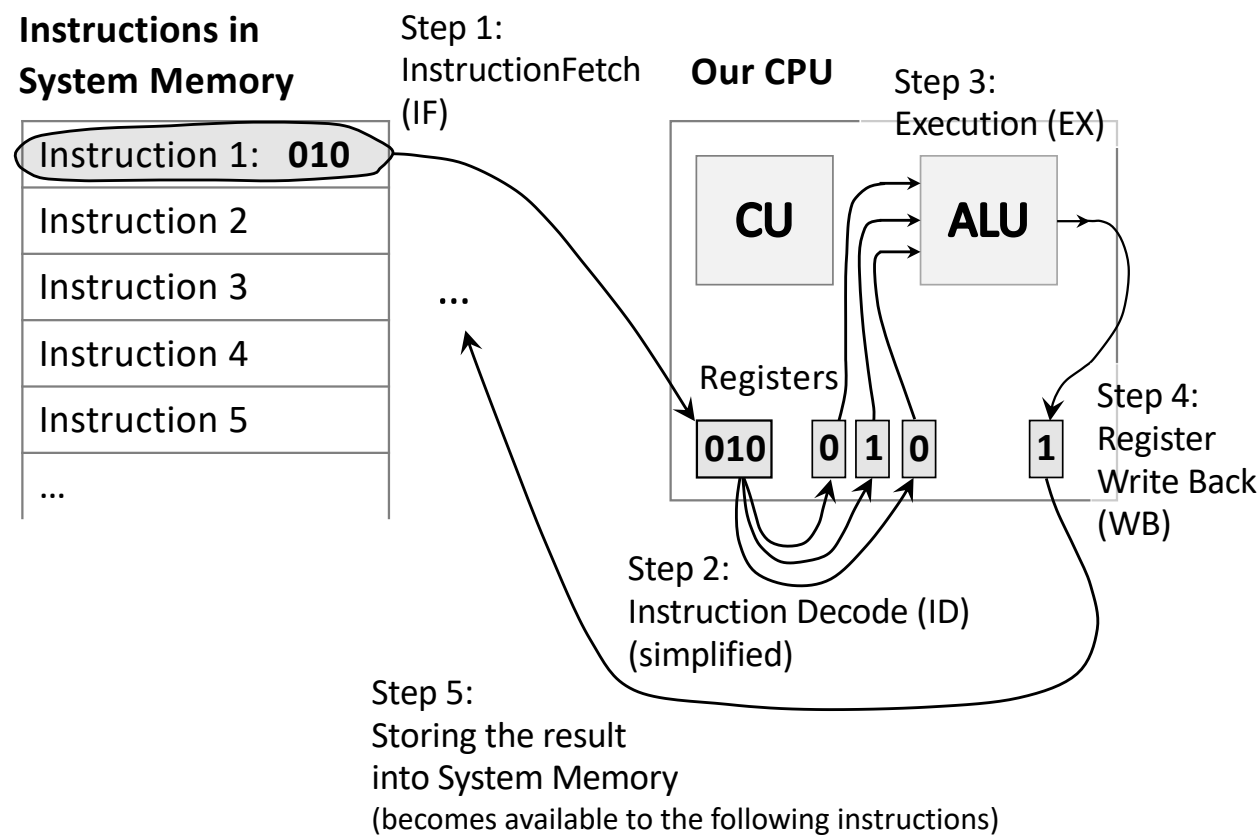 Instructions in
System Memory
Instruction 1: 010
Instruction 2
Instruction 3
Instruction 4
Instruction 5
...
Step 1:
InstructionFetch
(IF)
...
Our CPU
Step 3:
Execution (EX)
CU
ALU
Registers
010
0
1
0
1
Step 4:
Register
Write Back
(WB)
Step 2:
Instruction Decode (ID)
(simplified)
Step 5:
Storing the result
into System Memory
(becomes available to the following instructions)